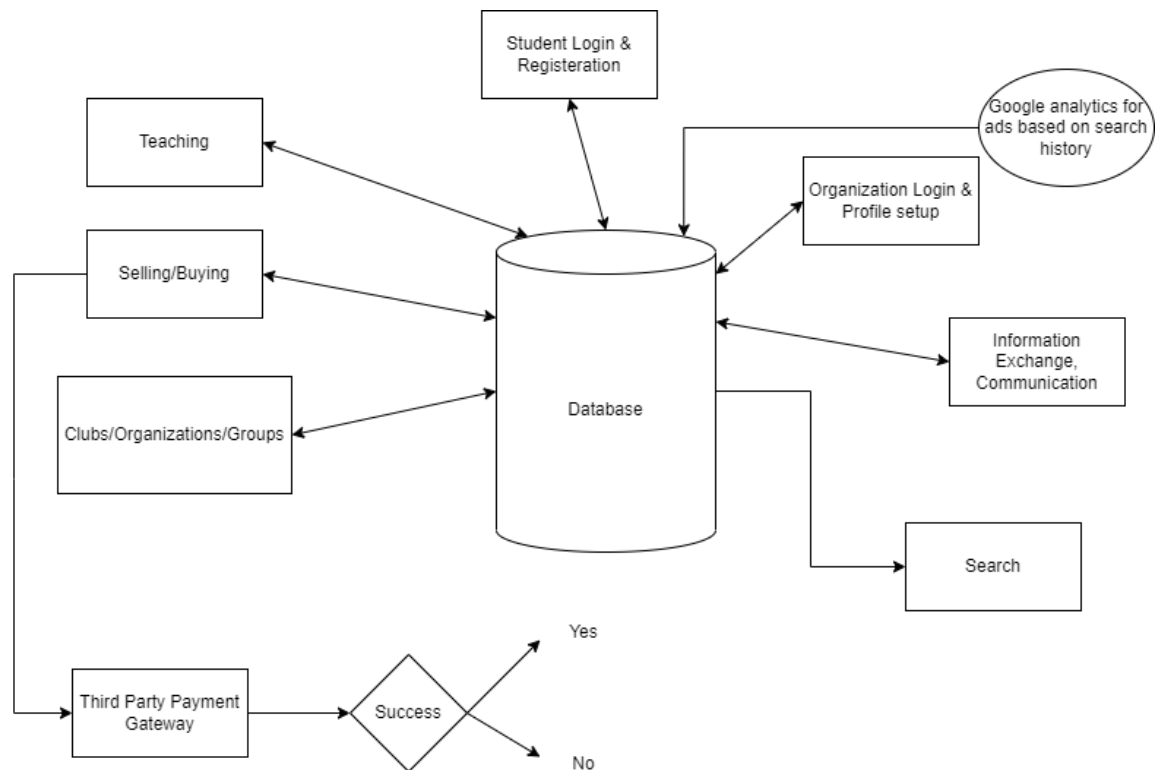 Student Login &
Registeration
Google analytics for
ads based on search
history
Teaching
Organization Login &
Profile setup
Selling/Buying
Information
Exchange,
Communication
Clubs/Organizations/Groups
Database
Search
Yes
Third Party Payment
Gateway
Success
No